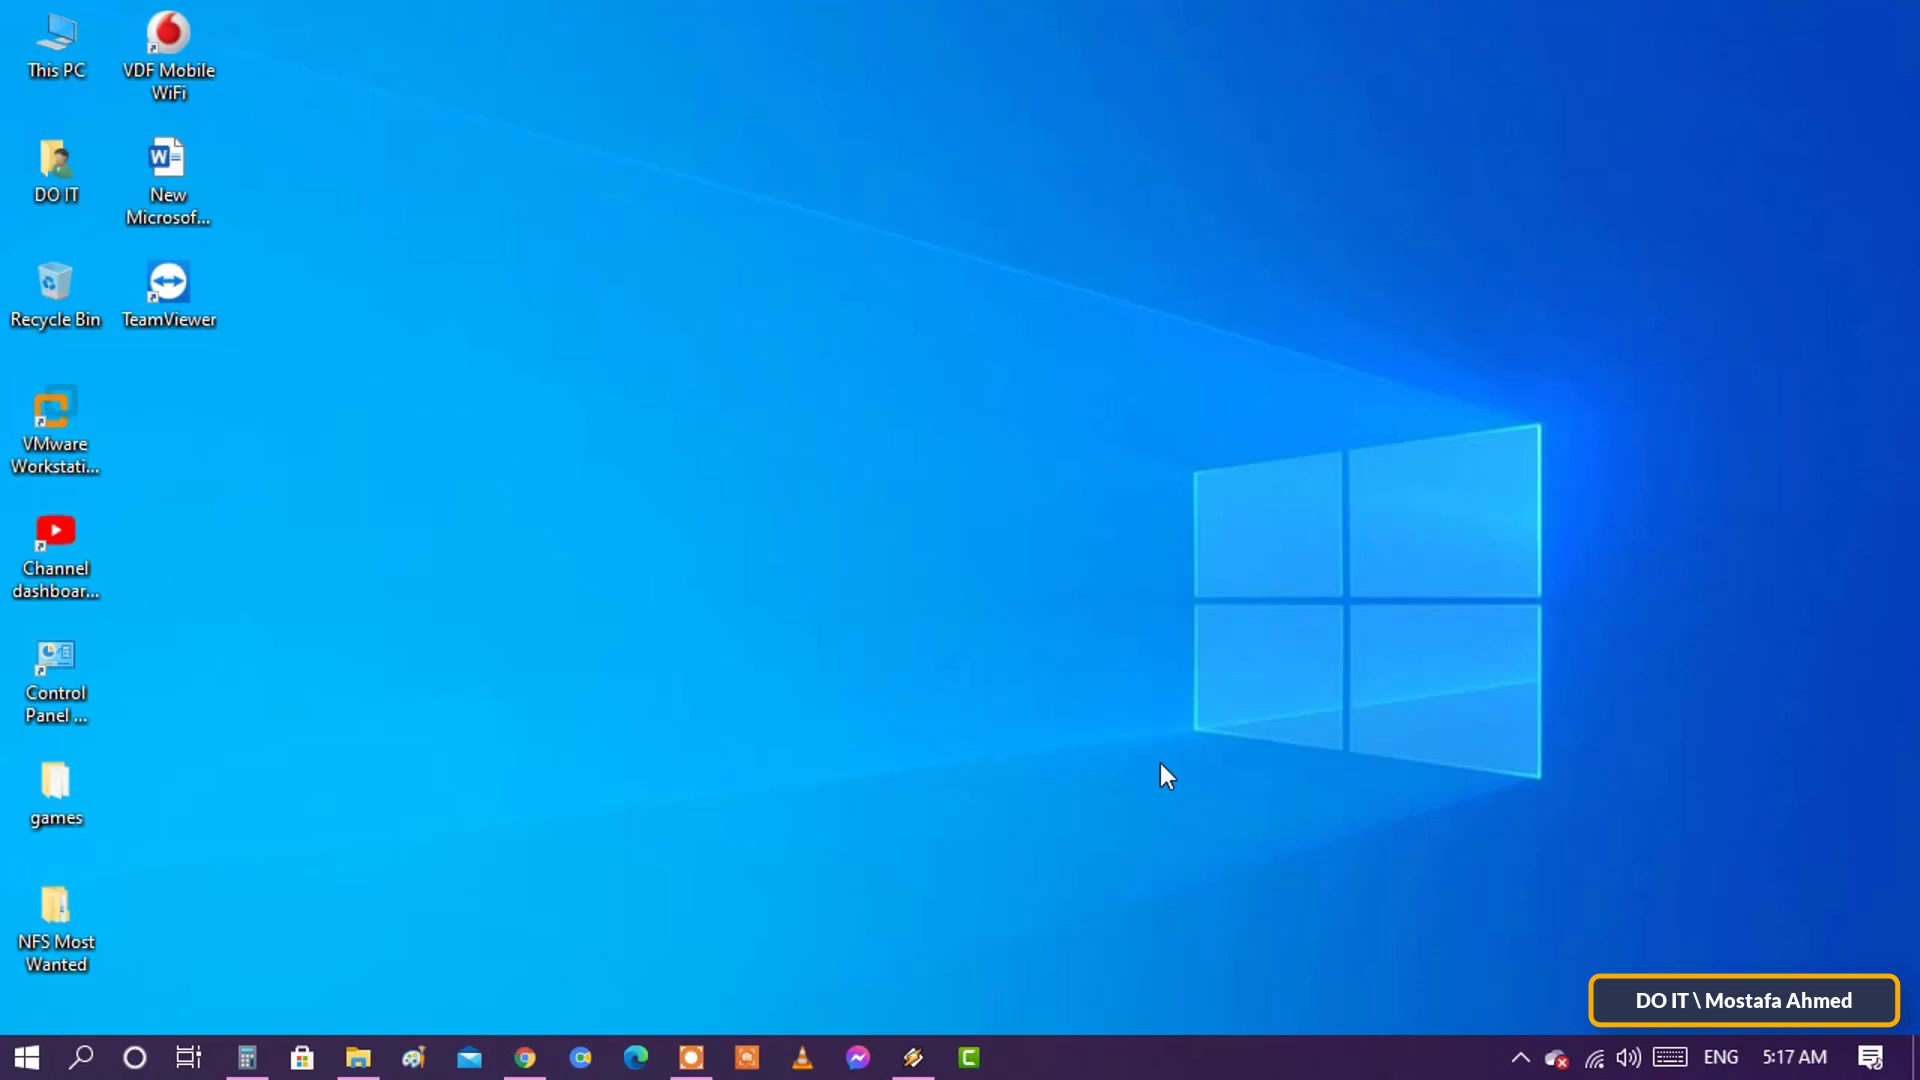 This PC
VDF Mobile
WiFi
DO IT
New
Microsof...
Recycle Bin
TeamViewer
VMware
Workstati...
Channel
dashboar...
Control
Panel ...
games
NFS Most
Wanted
DO IT \ Mostafa Ahmed
ENG
5:17 AM